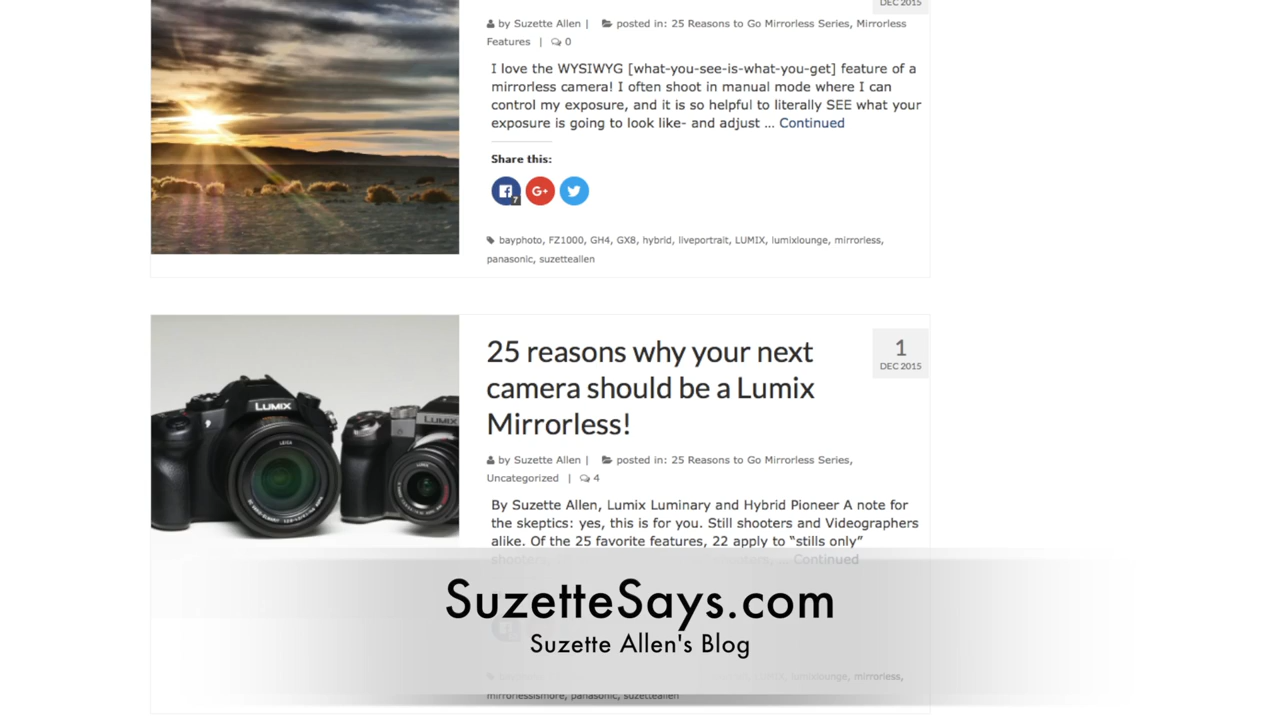 DEC 2015
by Suzette Allen | posted in: 25 Reasons to Go Mirrorless Series, Mirrorless
Features | 0
I love the WYSIWYG [what-you-see-is-what-you-get] feature of a
mirrorless camera! I often shoot in manual mode where I can
control my exposure, and it is so helpful to literally SEE what your
exposure is going to look like- and adjust ... Continued
Share this:
7
G+
bayphoto, FZ1000, GH4, GX8, hybrid, liveportrait, LUMIX, lumixlounge, mirrorless,
panasonic, suzetteallen
LUMIX
LUMIX
LEICA
25 reasons why your next
camera should be a Lumix
Mirrorless!
1
DEC 2015
by Suzette Allen | posted in: 25 Reasons to Go Mirrorless Series,
Uncategorized | 4
By Suzette Allen, Lumix Luminary and Hybrid Pioneer A note for
the skeptics: yes, this is for you. Still shooters and Videographers
alike. Of the 25 favorite features, 22 apply to “stills only”
shooters, ... Continued
SuzetteSays.com
Suzette Allen's Blog
lumixlounge, mirrorless,
mirrorlessismore, panasonic, suzetteallen